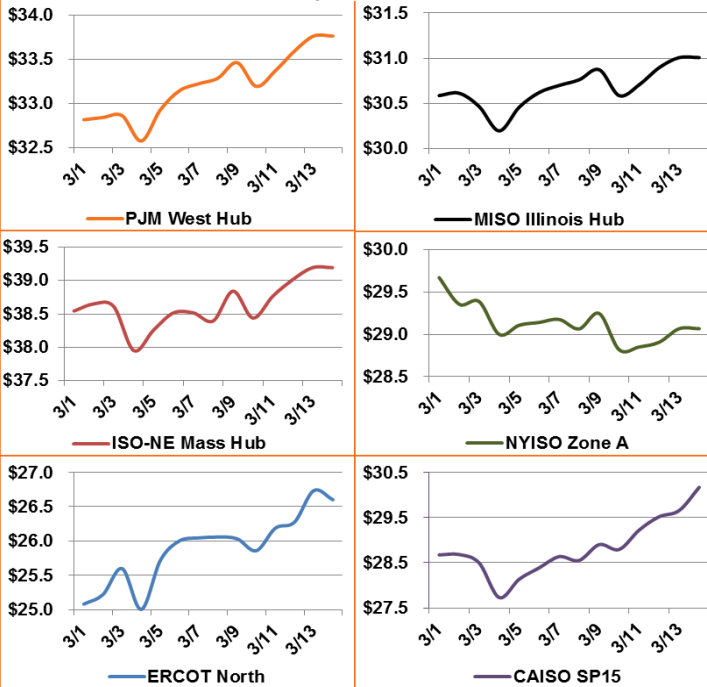 $34.0
$33.5
$33.0
$32.5
3/1 3/3 3/5 3/7 3/9 3/11 3/13
PJM West Hub
$31.5
$31.0
$30.5
$30.0
3/1 3/3 3/5 3/7 3/9 3/11 3/13
MISO Illinois Hub
$39.5
$39.0
$38.5
$38.0
$37.5
3/1 3/3 3/5 3/7 3/9 3/11 3/13
ISO-NE Mass Hub
$30.0
$29.5
$29.0
$28.5
3/1 3/3 3/5 3/7 3/9 3/11 3/13
NYISO Zone A
$27.0
$26.5
$26.0
$25.5
$25.0
3/1 3/3 3/5 3/7 3/9 3/11 3/13
ERCOT North
$30.5
$29.5
$28.5
$27.5
3/1 3/3 3/5 3/7 3/9 3/11 3/13
CAISO SP15